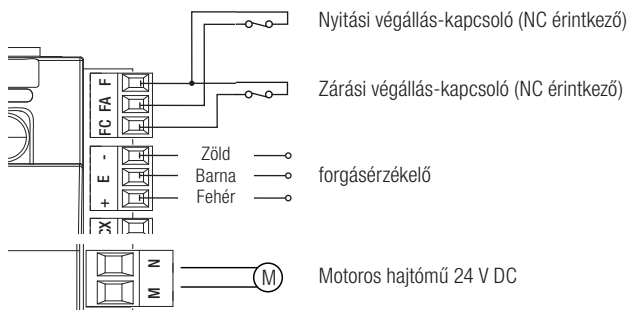 Nyitási végállás-kapcsoló (NC érintkező)
F
FA
FC
Zárási végállás-kapcsoló (NC érintkező)
-
E
+
Zöld
Barna
Fehér
forgásérzékelő
CX
N
M
M
Motoros hajtómű 24 V DC